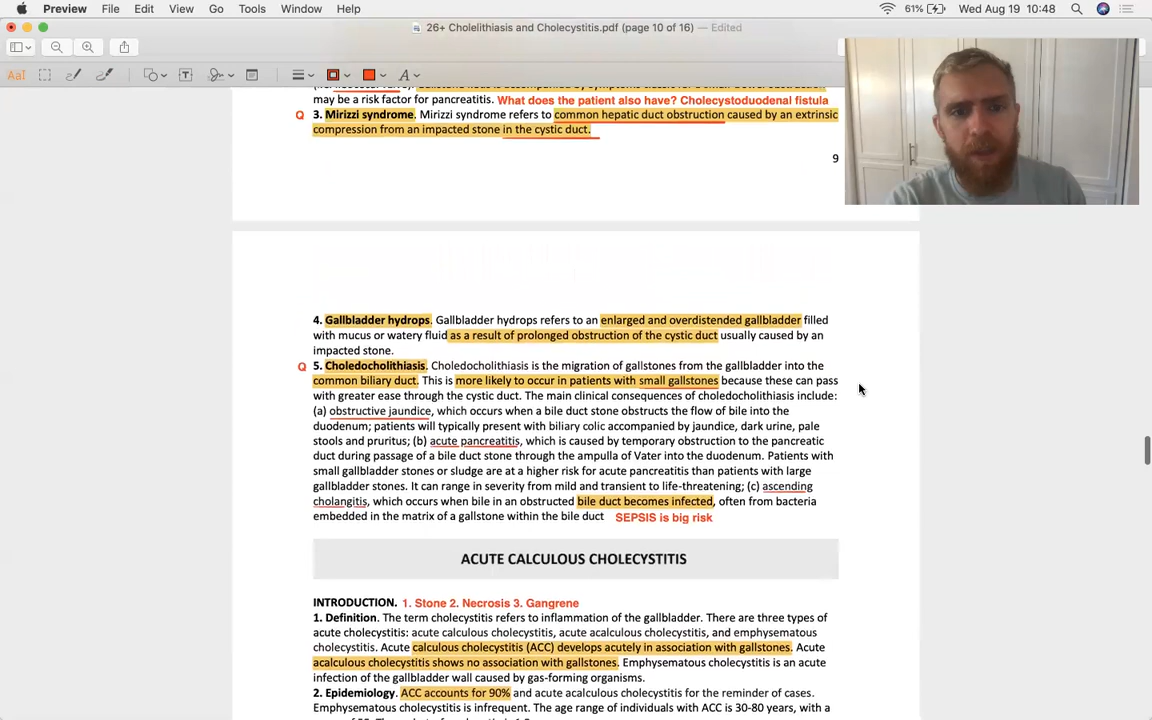 Preview File Edit View Go Tools Window Help 61% Wed Aug 19 10:48
26+ Cholelithiasis and Cholecystitis.pdf (page 10 of 16) — Edited
AaI A
may be a risk factor for pancreatitis. What does the patient also have? Cholecystoduodenal fistula
Q 3. Mirizzi syndrome. Mirizzi syndrome refers to common hepatic duct obstruction caused by an extrinsic
compression from an impacted stone in the cystic duct.
9
4. Gallbladder hydrops. Gallbladder hydrops refers to an enlarged and overdistended gallbladder filled
with mucus or watery fluid as a result of prolonged obstruction of the cystic duct usually caused by an
impacted stone.
Q 5. Choledocholithiasis. Choledocholithiasis is the migration of gallstones from the gallbladder into the
common biliary duct. This is more likely to occur in patients with small gallstones because these can pass
with greater ease through the cystic duct. The main clinical consequences of choledocholithiasis include:
(a) obstructive jaundice, which occurs when a bile duct stone obstructs the flow of bile into the
duodenum; patients will typically present with biliary colic accompanied by jaundice, dark urine, pale
stools and pruritus; (b) acute pancreatitis, which is caused by temporary obstruction to the pancreatic
duct during passage of a bile duct stone through the ampulla of Vater into the duodenum. Patients with
small gallbladder stones or sludge are at a higher risk for acute pancreatitis than patients with large
gallbladder stones. It can range in severity from mild and transient to life-threatening; (c) ascending
cholangitis, which occurs when bile in an obstructed bile duct becomes infected, often from bacteria
embedded in the matrix of a gallstone within the bile duct SEPSIS is big risk
ACUTE CALCULOUS CHOLECYSTITIS
INTRODUCTION. 1. Stone 2. Necrosis 3. Gangrene
1. Definition. The term cholecystitis refers to inflammation of the gallbladder. There are three types of
acute cholecystitis: acute calculous cholecystitis, acute acalculous cholecystitis, and emphysematous
cholecystitis. Acute calculous cholecystitis (ACC) develops acutely in association with gallstones. Acute
acalculous cholecystitis shows no association with gallstones. Emphysematous cholecystitis is an acute
infection of the gallbladder wall caused by gas-forming organisms.
2. Epidemiology. ACC accounts for 90% and acute acalculous cholecystitis for the reminder of cases.
Emphysematous cholecystitis is infrequent. The age range of individuals with ACC is 30-80 years, with a